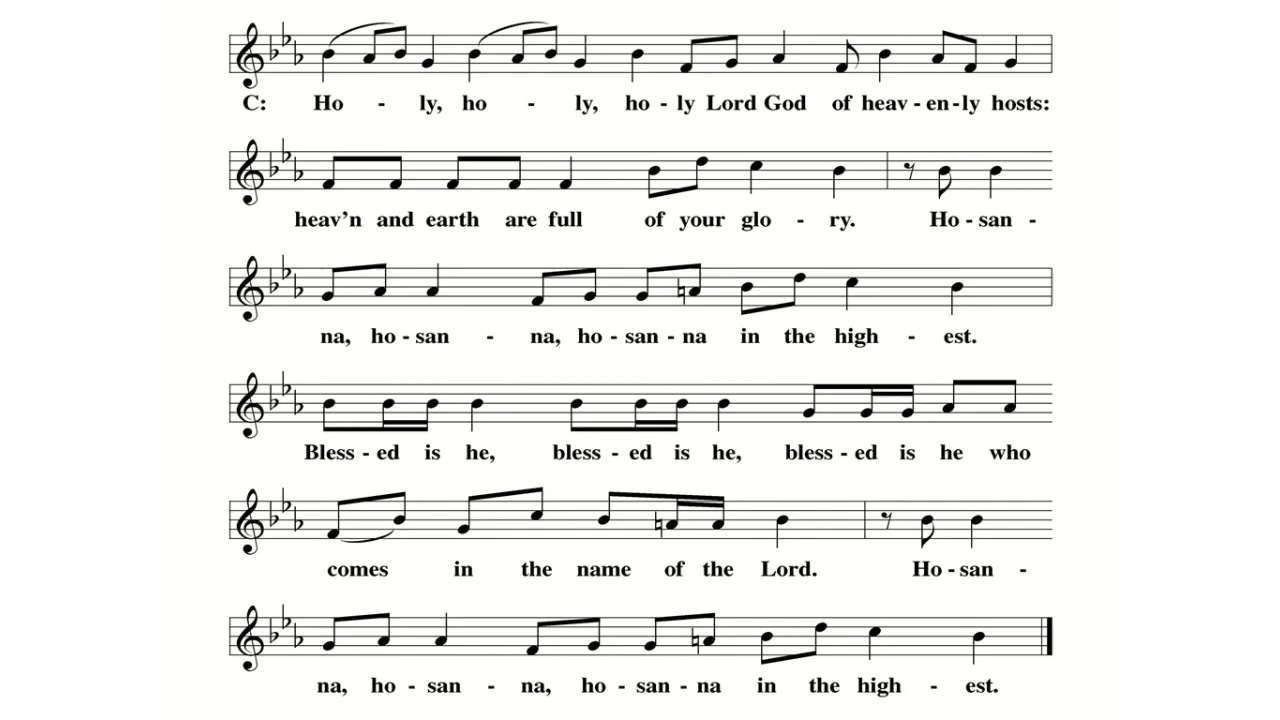 C: Ho - ly, ho - ly, ho - ly Lord God of heav - en - ly hosts:
heav’n and earth are full of your glo - ry. Ho - san -
na, ho - san - na, ho - san - na in the high - est.
Bless - ed is he, bless - ed is he, bless - ed is he who
comes in the name of the Lord. Ho - san -
na, ho - san - na, ho - san - na in the high - est.